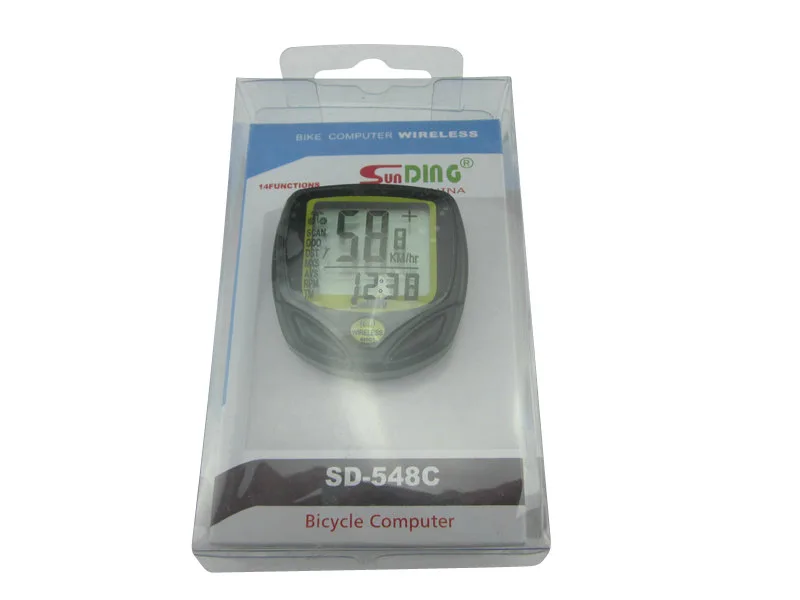 BIKE COMPUTER WIRELESS
SunDING®
14FUNCTIONS
SCAN
ODO
DST
58.8
KM/hr
12:38
WIRELESS
SD-548C
Bicycle Computer